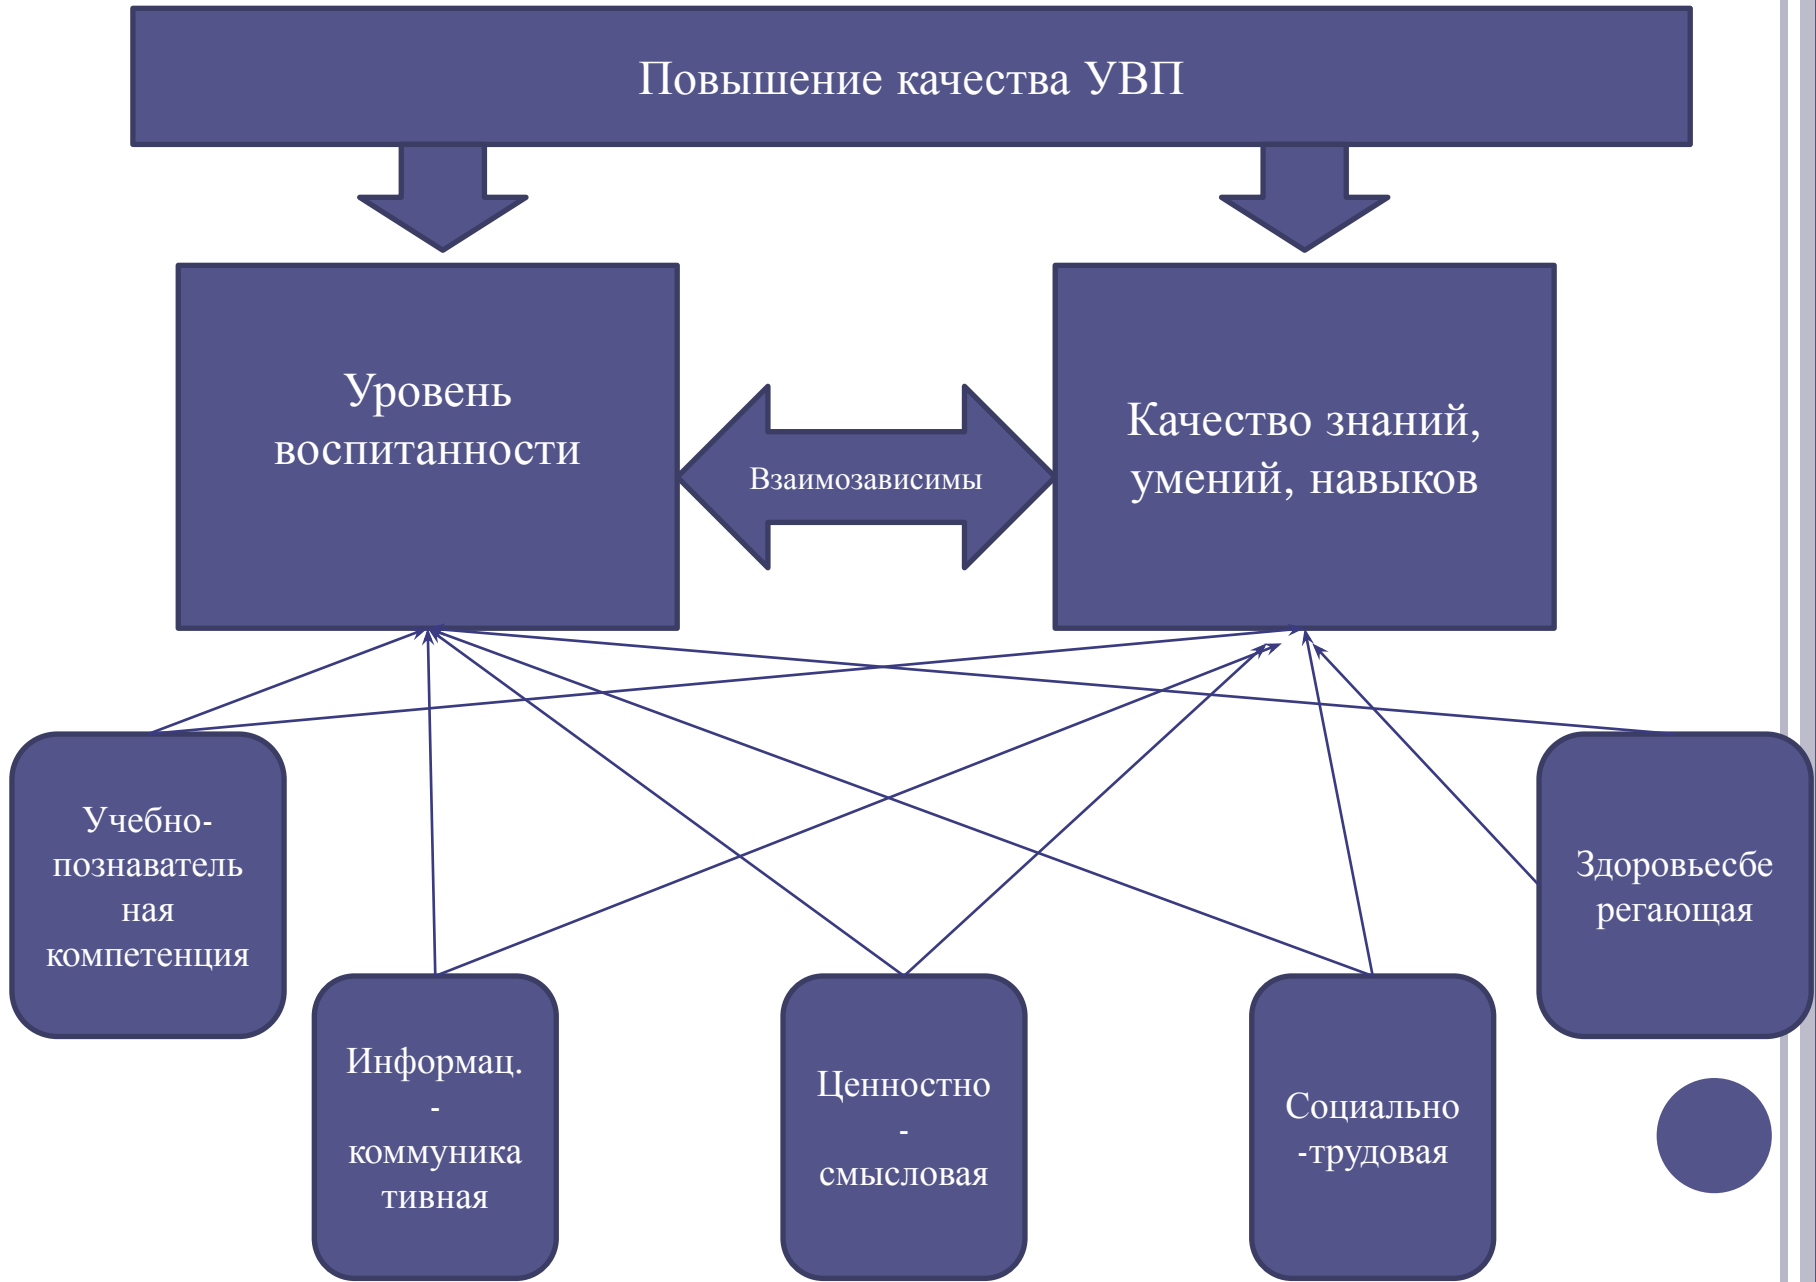 Повышение качества УВП
Уровень
воспитанности
Взаимозависимы
Качество знаний,
умений, навыков
Учебно-
познаватель
ная
компетенция
Информац.
-
коммуника
тивная
Ценностно
-
смысловая
Социально
-трудовая
Здоровьесбе
регающая